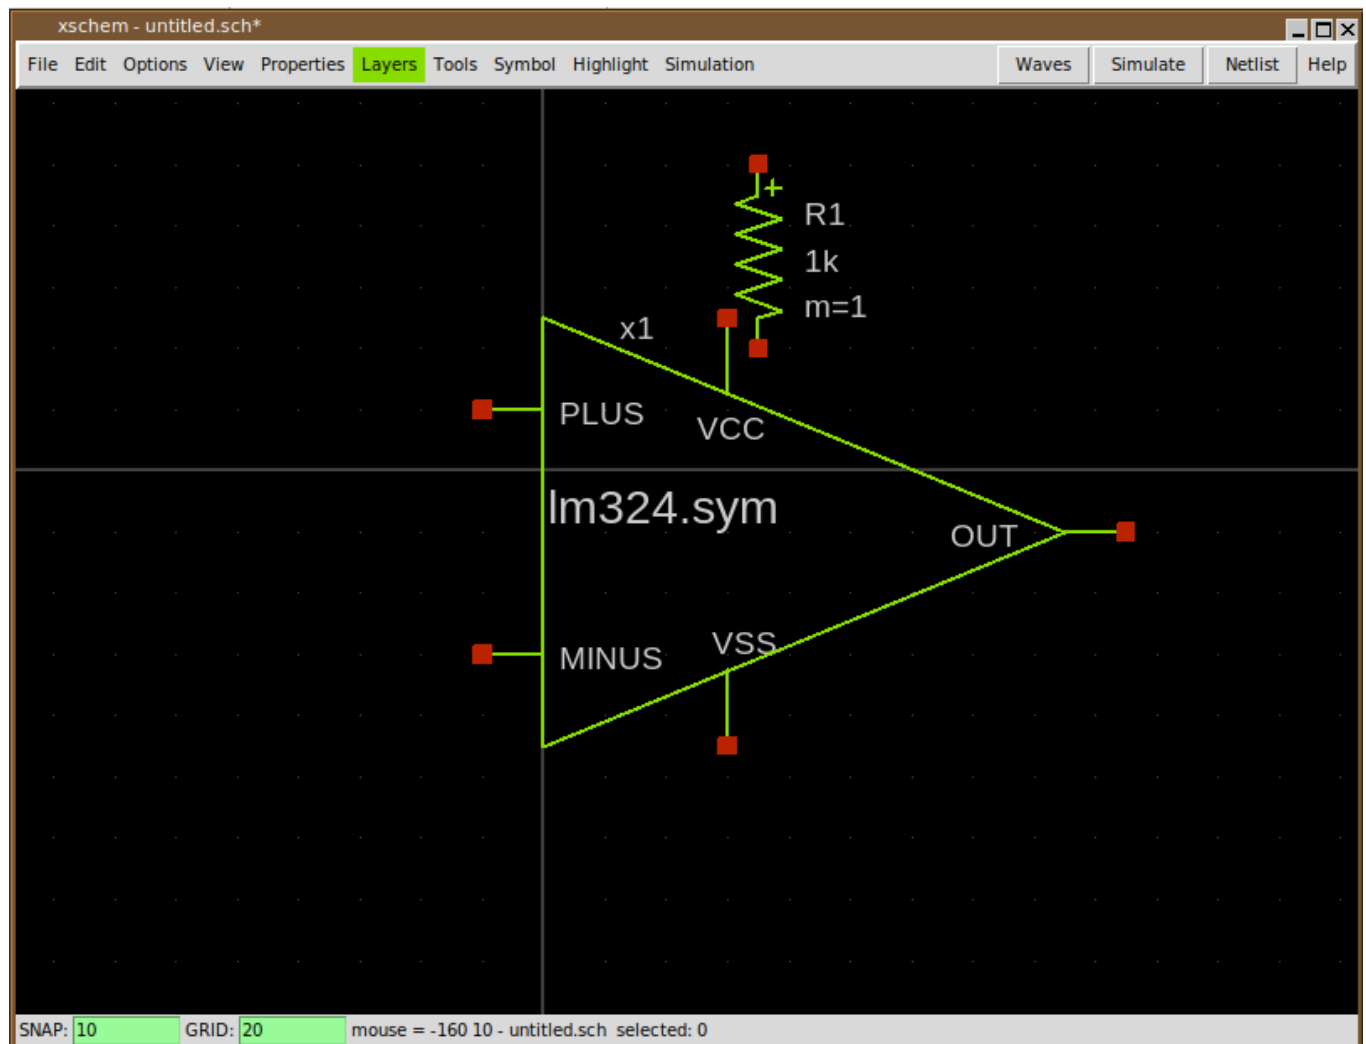 xschem - untitled.sch*
File Edit Options View Properties Layers Tools Symbol Highlight Simulation Waves Simulate Netlist Help
+
R1
1k
m=1
x1
PLUS
VCC
lm324.sym
OUT
VSS
MINUS
SNAP: 10 GRID: 20 mouse = -160 10 - untitled.sch selected: 0